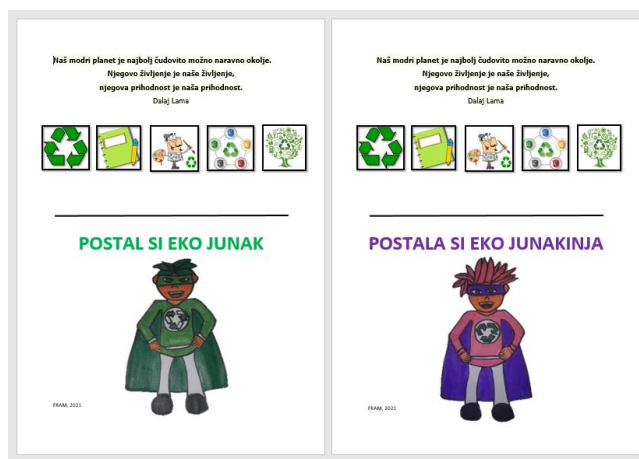 Naš modri planet je najbolj čudovito možno naravno okolje.
Njegovo življenje je naše življenje,
njegova prihodnost je naša prihodnost.
Dalaj Lama
POSTAL SI EKO JUNAK
FRAM, 2021
Naš modri planet je najbolj čudovito možno naravno okolje.
Njegovo življenje je naše življenje,
njegova prihodnost je naša prihodnost.
Dalaj Lama
POSTALA SI EKO JUNAKINJA
FRAM, 2021